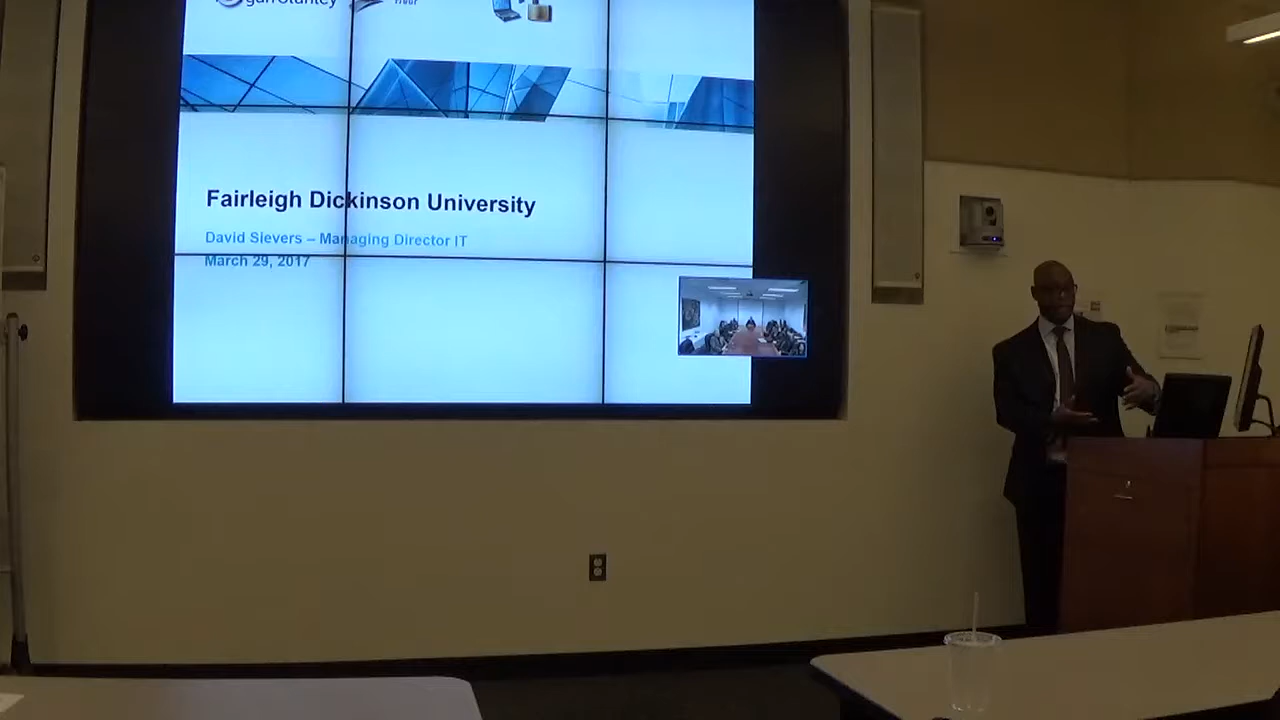 Fairleigh Dickinson University
David Sievers – Managing Director IT
March 29, 2017